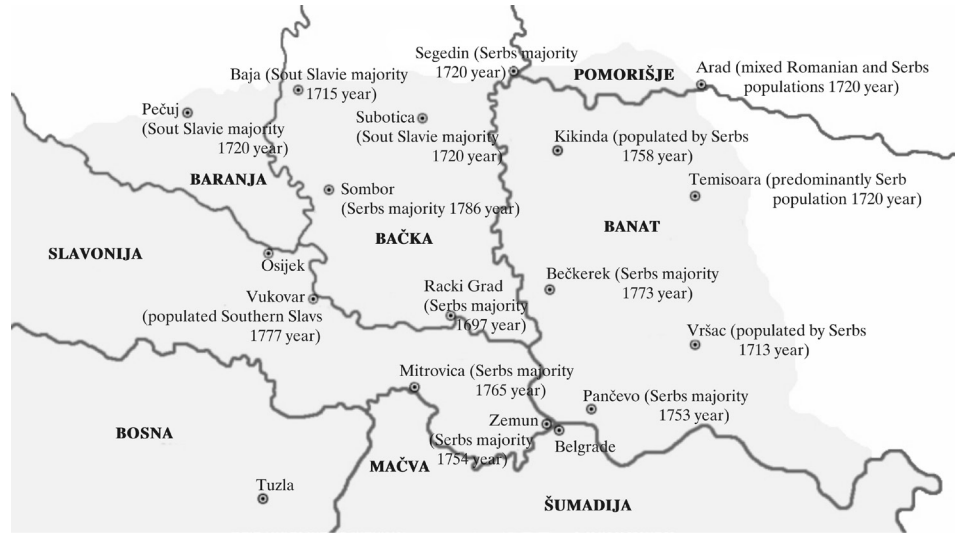 Segedin (Serbs majority
1720 year)
POMORIŠJE
Arad (mixed Romanian and Serbs
populations 1720 year)
Baja (Sout Slavie majority
1715 year)
Pečuj
(Sout Slavie majority
1720 year)
Subotica
(Sout Slavie majority
1720 year)
Kikinda (populated by Serbs
1758 year)
BARANJA
Sombor
(Serbs majority 1786 year)
Temisoara (predominantly Serb
population 1720 year)
SLAVONIJA
BAČKA
BANAT
Osijek
Vukovar
(populated Southern Slavs
1777 year)
Racki Grad
(Serbs majority
1697 year)
Bečkerek (Serbs majority
1773 year)
Vršac (populated by Serbs
1713 year)
Mitrovica (Serbs majority
1765 year)
Pančevo (Serbs majority
1753 year)
Zemun
(Serbs majority
1754 year)
Belgrade
BOSNA
MAČVA
Tuzla
ŠUMADIJA